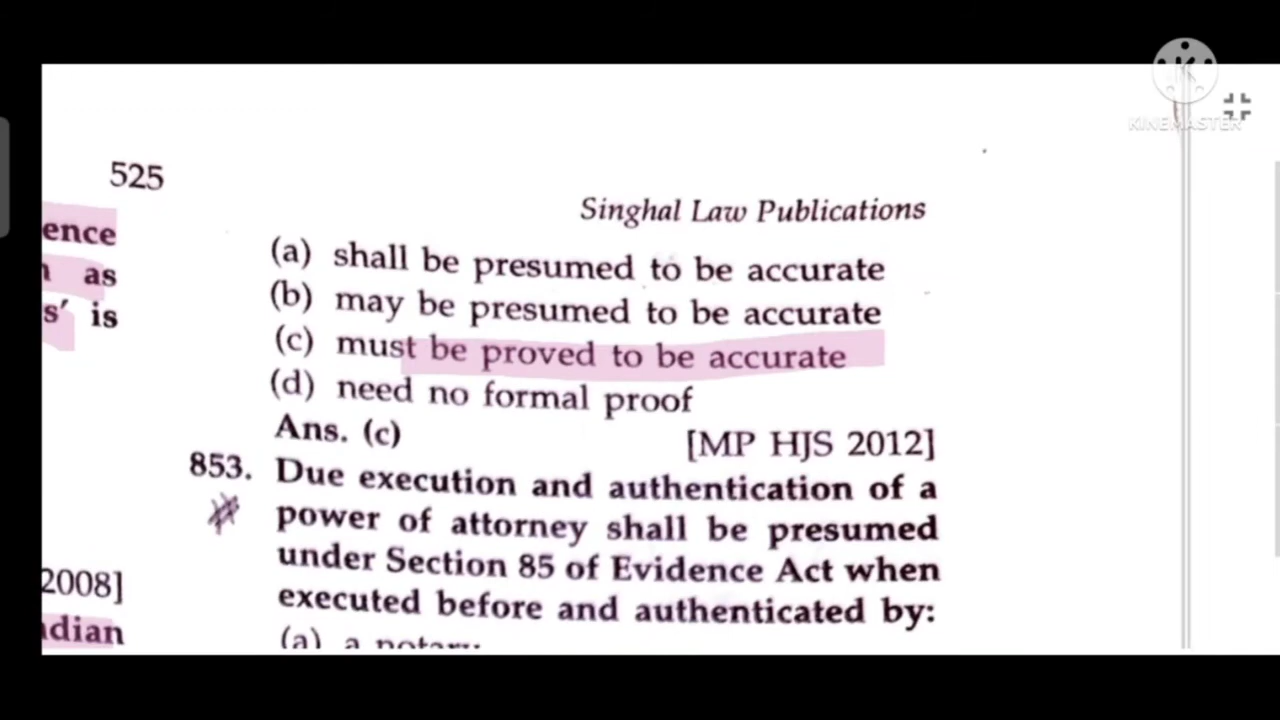 KINEMASTER
525
ence
as
s' is
2008]
dian
Singhal Law Publications
(a) shall be presumed to be accurate
(b) may be presumed to be accurate
(c) must be proved to be accurate
(d) need no formal proof
Ans. (c) [MP HJS 2012]
853. Due execution and authentication of a
power of attorney shall be presumed
under Section 85 of Evidence Act when
executed before and authenticated by:
(a) a notary